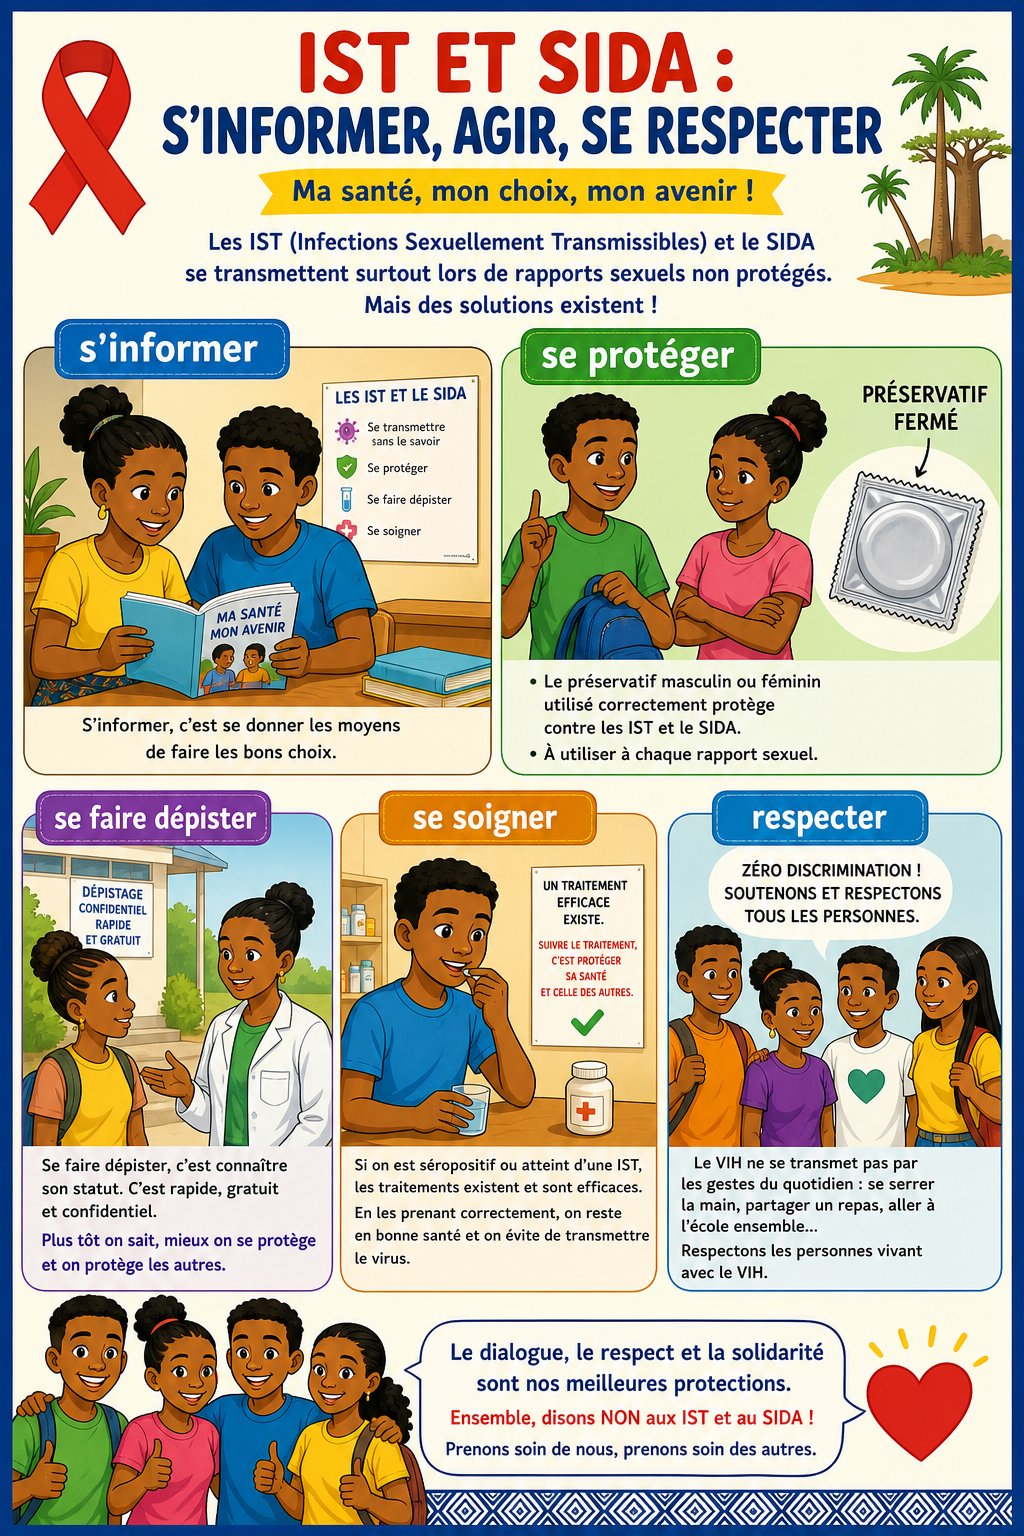 IST ET SIDA :
S'INFORMER, AGIR, SE RESPECTER
Ma santé, mon choix, mon avenir !
Les IST (Infections Sexuellement Transmissibles) et le SIDA
se transmettent surtout lors de rapports sexuels non protégés.
Mais des solutions existent !
s'informer
LES IST ET LE SIDA
Se transmettre
sans le savoir
Se protéger
Se faire dépister
Se soigner
MA SANTÉ
MON AVENIR
S'informer, c'est se donner les moyens
de faire les bons choix.
se protéger
PRÉSERVATIF
FERMÉ
• Le préservatif masculin ou féminin
utilisé correctement protège
contre les IST et le SIDA.
• À utiliser à chaque rapport sexuel.
se faire dépister
DÉPISTAGE
CONFIDENTIEL
RAPIDE
ET GRATUIT
Se faire dépister, c'est connaître
son statut. C'est rapide, gratuit
et confidentiel.
Plus tôt on sait, mieux on se protège
et on protège les autres.
se soigner
UN TRAITEMENT
EFFICACE
EXISTE.
SUIVRE LE TRAITEMENT,
C'EST PROTÉGER
SA SANTÉ
ET CELLE DES AUTRES.
Si on est séropositif ou atteint d'une IST,
les traitements existent et sont efficaces.
En les prenant correctement, on reste
en bonne santé et on évite de transmettre
le virus.
respecter
ZÉRO DISCRIMINATION !
SOUTENONS ET RESPECTONS
TOUS LES PERSONNES.
Le VIH ne se transmet pas par
les gestes du quotidien : se serrer
la main, partager un repas, aller à
l'école ensemble...
Respectons les personnes vivant
avec le VIH.
Le dialogue, le respect et la solidarité
sont nos meilleures protections.
Ensemble, disons NON aux IST et au SIDA !
Prenons soin de nous, prenons soin des autres.